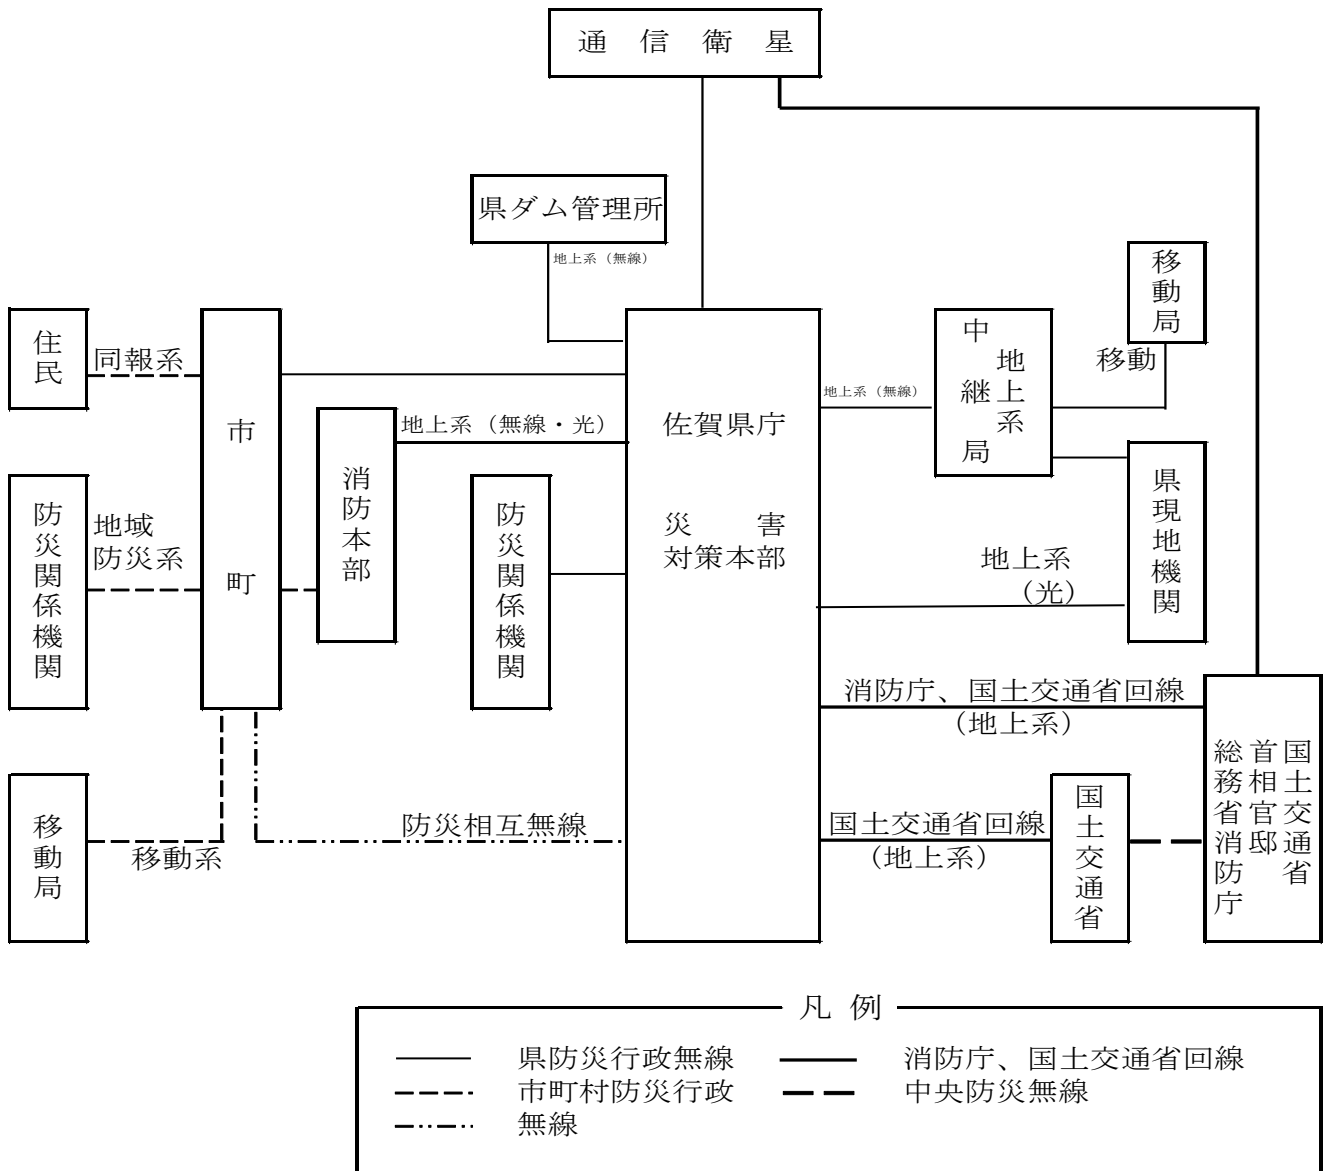 通信衛星
県ダム管理所
地上系（無線）
移動局
住民
同報系
市町
中継局
地上系
移動
地上系（無線）
地上系（無線・光）
佐賀県庁
消防本部
防災関係機関
地域
防災系
防災関係機関
災害
対策本部
県現地機関
地上系
(光)
消防庁、国土交通省回線
(地上系)
国土交通省
首相官邸
総務省消防庁
移動局
移動系
防災相互無線
国土交通省回線
(地上系)
国土交通省
凡例
県防災行政無線
消防庁、国土交通省回線
市町村防災行政
中央防災無線
無線